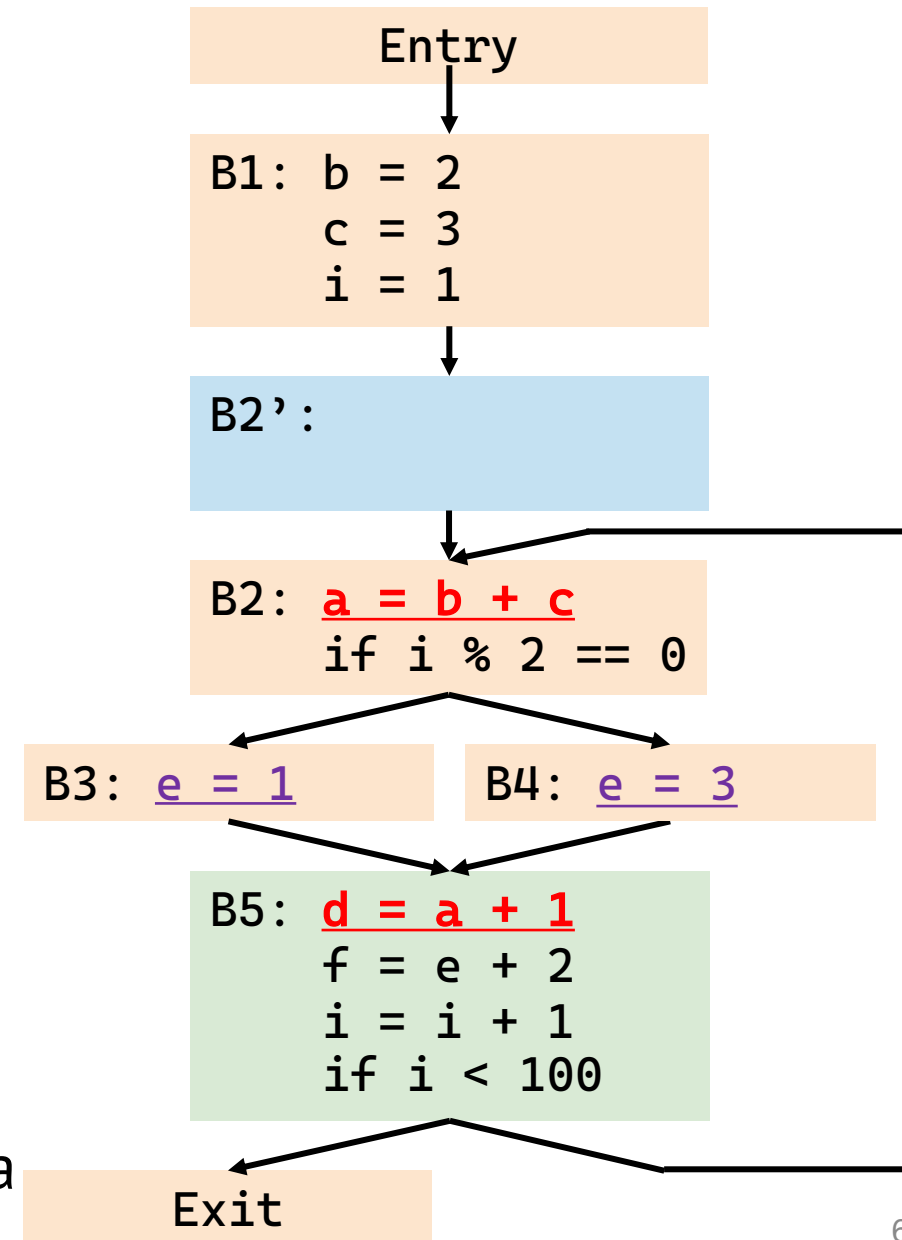 Entry
B1: b = 2
c = 3
i = 1
B2’:
B2: a = b + c
if i % 2 == 0
B3: e = 1
B4: e = 3
B5: d = a + 1
f = e + 2
i = i + 1
if i < 100
a
Exit
6